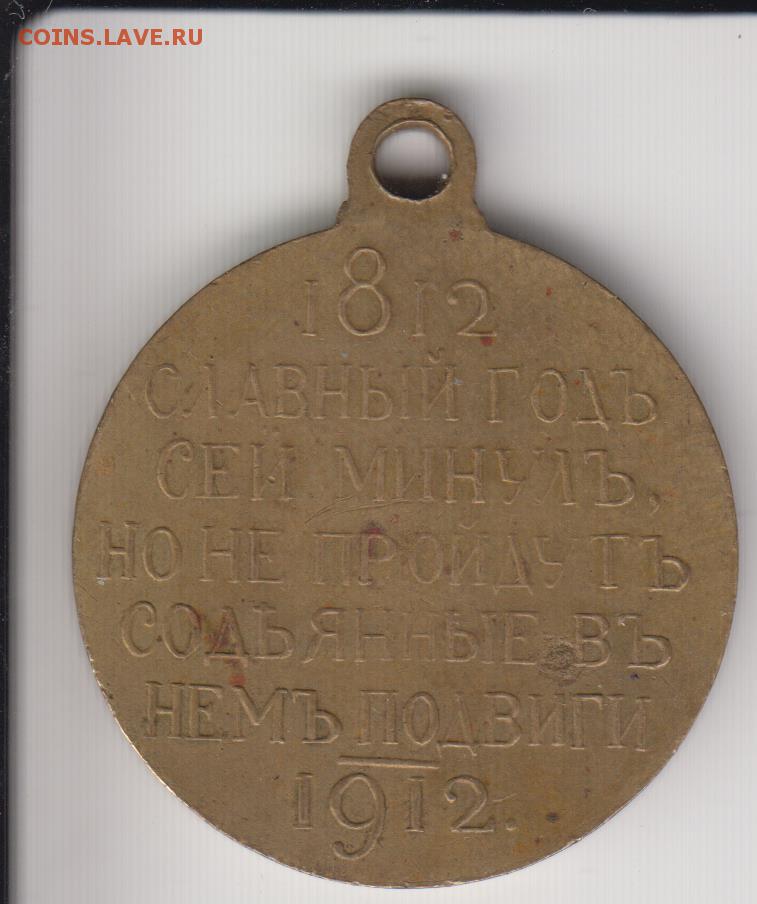 COINS.LAVE.RU
1812
СЛАВНЫЙ ГОДЪ
СЕЙ МИНУЛЪ,
НО НЕ ПРОЙДУТЪ
СОДѢЯННЫЕ ВЪ
НЕМЪ ПОДВИГИ
1912.